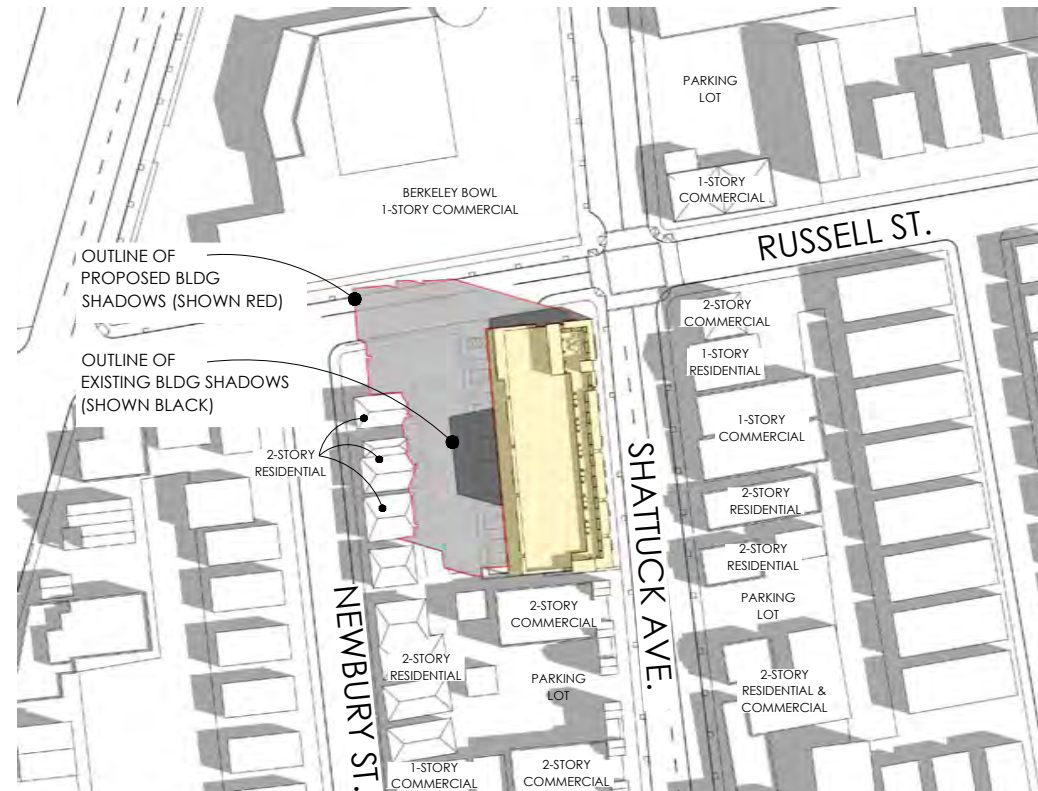 PARKING
LOT
1-STORY
COMMERCIAL
BERKELEY BOWL
1-STORY COMMERCIAL
RUSSELL ST.
OUTLINE OF
PROPOSED BLDG
SHADOWS (SHOWN RED)
OUTLINE OF
EXISTING BLDG SHADOWS
(SHOWN BLACK)
2-STORY
RESIDENTIAL
2-STORY
COMMERCIAL
1-STORY
RESIDENTIAL
1-STORY
COMMERCIAL
2-STORY
RESIDENTIAL
2-STORY
RESIDENTIAL
PARKING
LOT
2-STORY
RESIDENTIAL &
COMMERCIAL
SHATTUCK AVE.
NEWBURY ST.
2-STORY
COMMERCIAL
2-STORY
RESIDENTIAL
PARKING
LOT
1-STORY
COMMERCIAL
2-STORY
COMMERCIAL